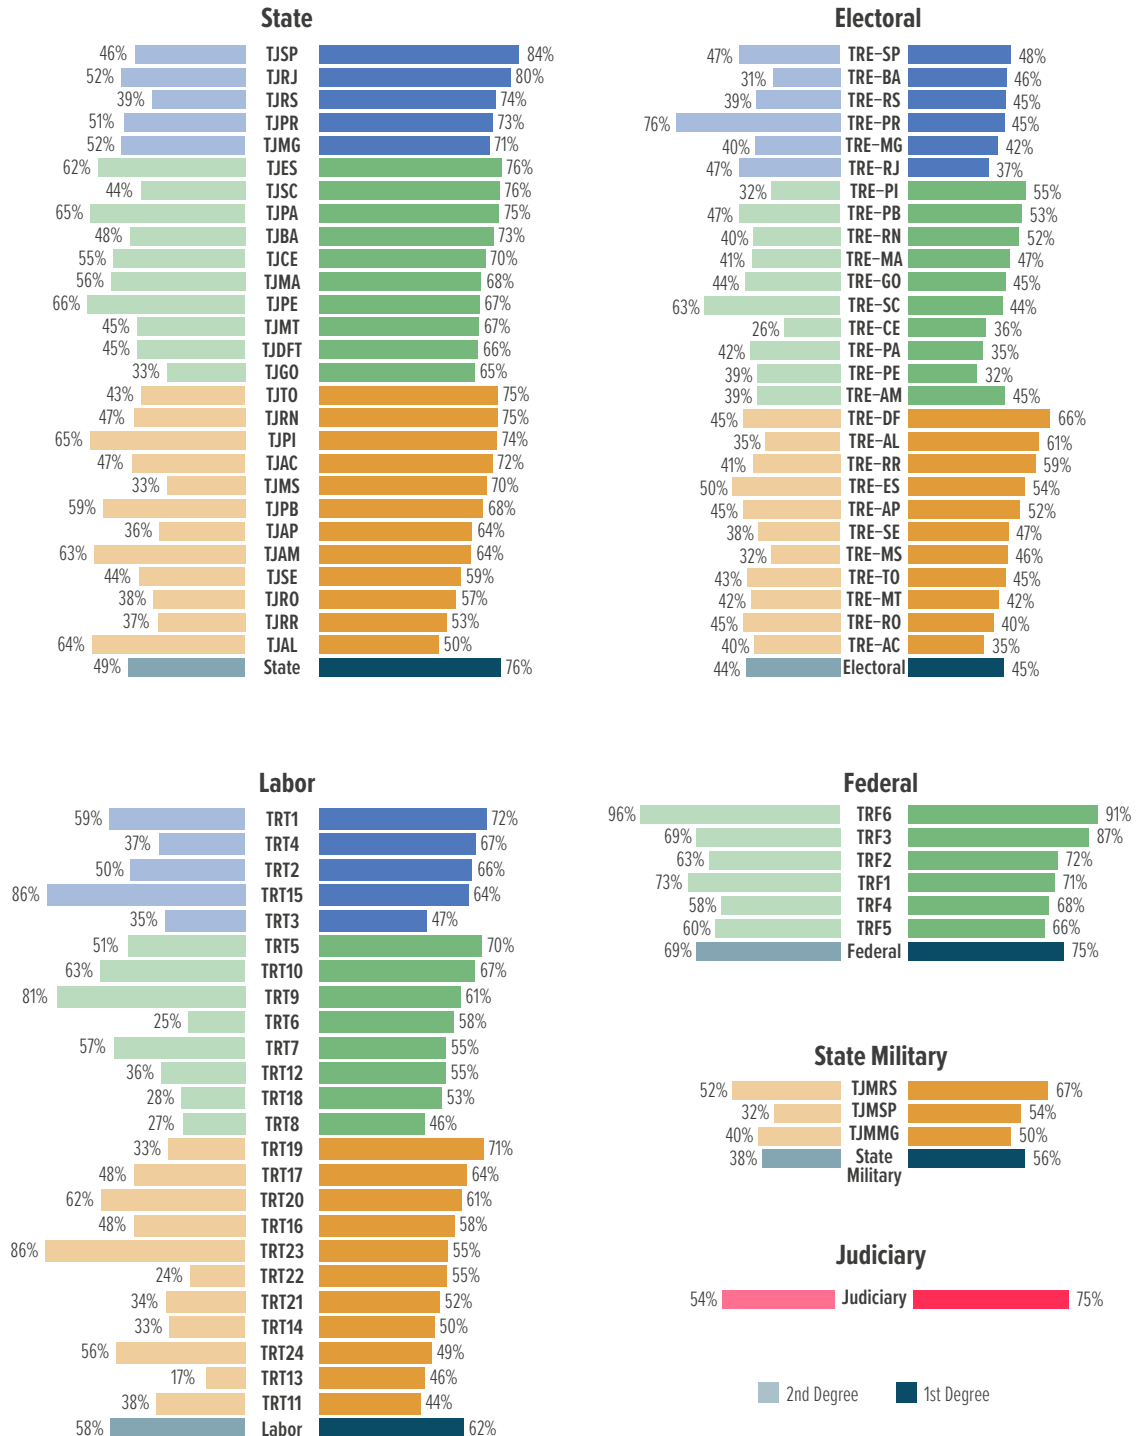 State
46% TJSP 84%
52% TJRJ 80%
39% TJRS 74%
51% TJPR 73%
52% TJMG 71%
62% TJES 76%
44% TJSC 76%
65% TJPA 75%
48% TJBA 73%
55% TJCE 70%
56% TJMA 68%
66% TJPE 67%
45% TJMT 67%
45% TJDFT 66%
33% TJGO 65%
43% TJTO 75%
47% TJRN 75%
65% TJPI 74%
47% TJAC 72%
33% TJMS 70%
59% TJPB 68%
36% TJAP 64%
63% TJAM 64%
44% TJSE 59%
38% TJRO 57%
37% TJRR 53%
64% TJAL 50%
49% State 76%
Electoral
47% TRE-SP 48%
31% TRE-BA 46%
39% TRE-RS 45%
76% TRE-PR 45%
40% TRE-MG 42%
47% TRE-RJ 37%
32% TRE-PI 55%
47% TRE-PB 53%
40% TRE-RN 52%
41% TRE-MA 47%
44% TRE-GO 45%
63% TRE-SC 44%
26% TRE-CE 36%
42% TRE-PA 35%
39% TRE-PE 32%
39% TRE-AM 45%
45% TRE-DF 66%
35% TRE-AL 61%
41% TRE-RR 59%
50% TRE-ES 54%
45% TRE-AP 52%
38% TRE-SE 47%
32% TRE-MS 46%
43% TRE-TO 45%
42% TRE-MT 42%
45% TRE-RO 40%
40% TRE-AC 35%
44% Electoral 45%
Labor
59% TRT1 72%
37% TRT4 67%
50% TRT2 66%
86% TRT15 64%
35% TRT3 47%
51% TRT5 70%
63% TRT10 67%
81% TRT9 61%
25% TRT6 58%
57% TRT7 55%
36% TRT12 55%
28% TRT18 53%
27% TRT8 46%
33% TRT19 71%
48% TRT17 64%
62% TRT20 61%
48% TRT16 58%
86% TRT23 55%
24% TRT22 55%
34% TRT21 52%
33% TRT14 50%
56% TRT24 49%
17% TRT13 46%
38% TRT11 44%
58% Labor 62%
Federal
96% TRF6 91%
69% TRF3 87%
63% TRF2 72%
73% TRF1 71%
58% TRF4 68%
60% TRF5 66%
69% Federal 75%
State Military
52% TJMRS 67%
32% TJMSP 54%
40% TJMMG 50%
38% State 56%
Military
Judiciary
54% Judiciary 75%
2nd Degree 1st Degree